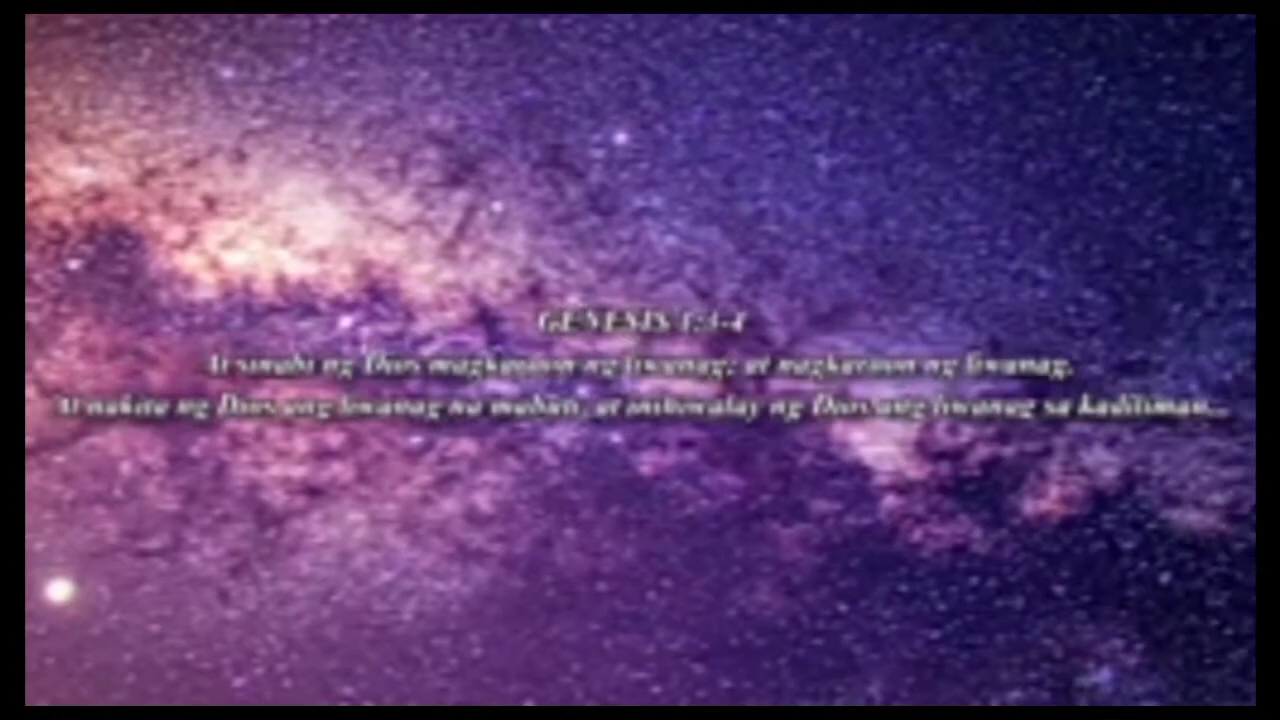 GENESIS 1:3-4
At sinabi ng Dios magkaroon ng liwanag; at nagkaroon ng liwanag,
At nakita ng Dios ang liwanag na mabuti, at inihiwalay ng Dios ang liwanag sa kadiliman...